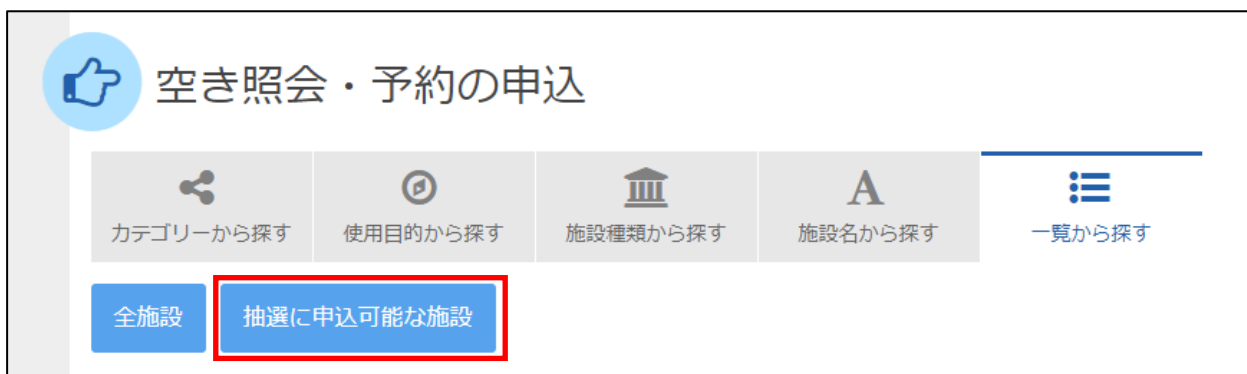 空き照会・予約の申込
カテゴリーから探す 使用目的から探す 施設種類から探す 施設名から探す 一覧から探す
全施設 抽選に申込可能な施設